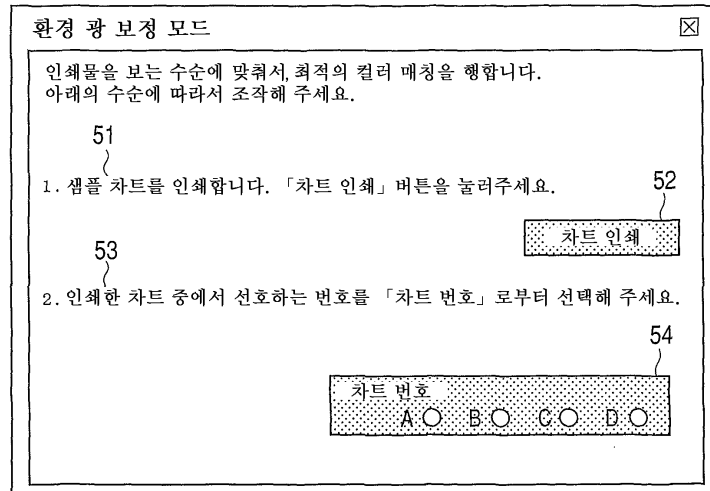 환경 광 보정 모드
인쇄물을 보는 수순에 맞춰서, 최적의 컬러 매칭을 행합니다.
아래의 수순에 따라서 조작해 주세요.
51
1. 샘플 차트를 인쇄합니다. 「차트 인쇄」 버튼을 눌러주세요.
52
차트 인쇄
53
2. 인쇄한 차트 중에서 선호하는 번호를 「차트 번호」로부터 선택해 주세요.
54
차트 번호
A B C D